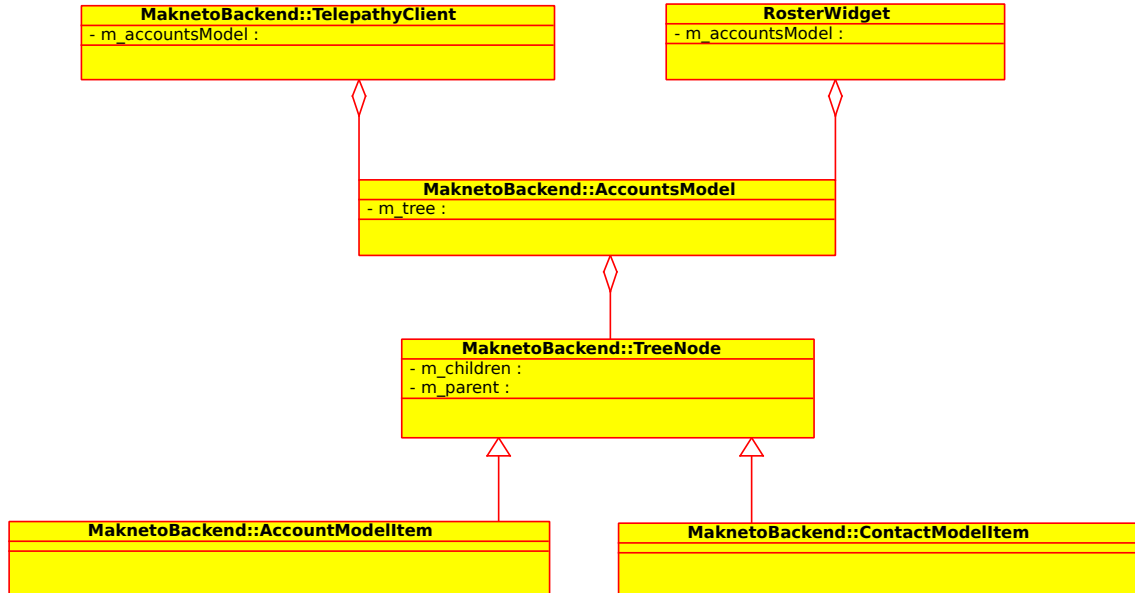 MaknetoBackend::TelepathyClient
- m_accountsModel :
RosterWidget
- m_accountsModel :
MaknetoBackend::AccountsModel
- m_tree :
MaknetoBackend::TreeNode
- m_children :
- m_parent :
MaknetoBackend::AccountModelItem
MaknetoBackend::ContactModelItem